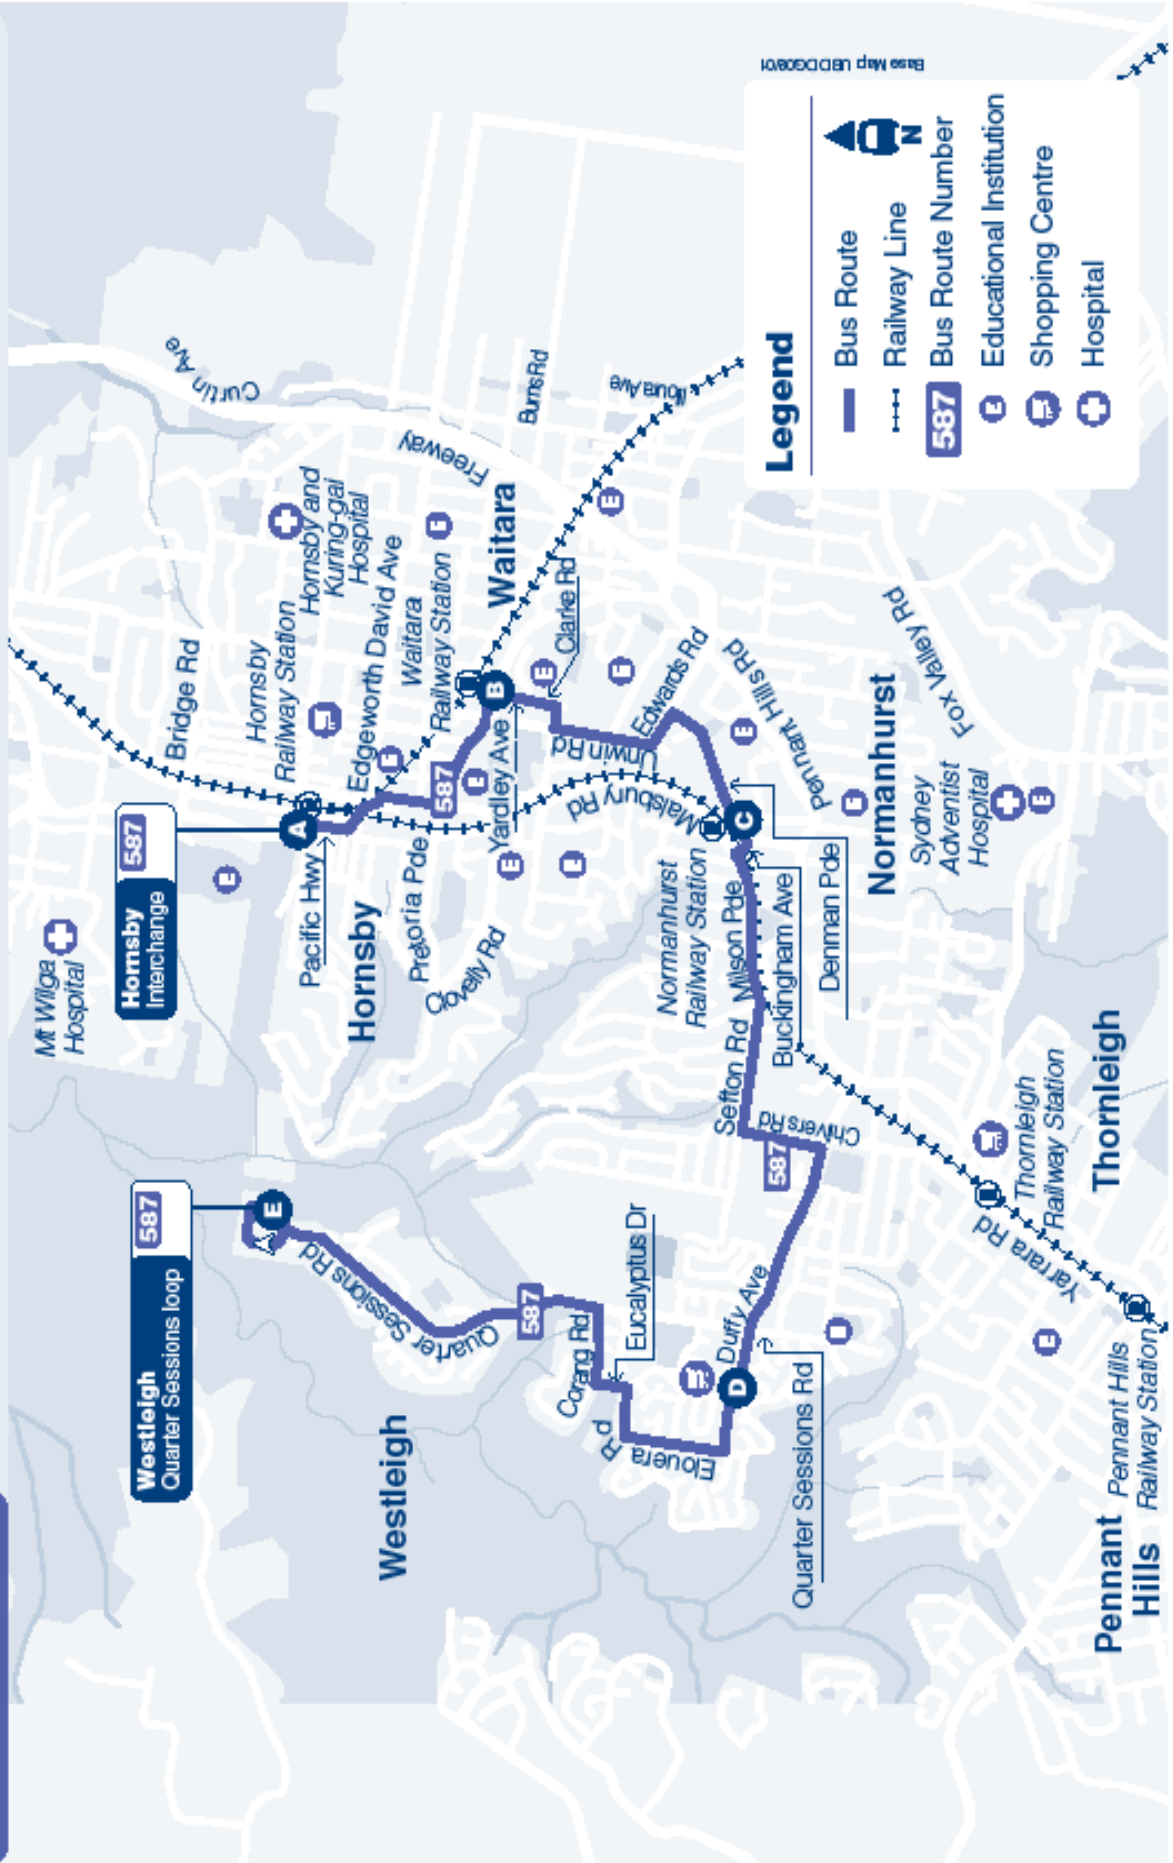 Mt Wilga
Hospital
Hornsby
Interchange
587
Westleigh
Quarter Sessions loop
587
Bridge Rd
Hornsby
Railway Station
Hornsby and
Kuring-gai
Hospital
Curtin Ave
Freeway
A
Pacific Hwy
Hornsby
Edgeworth David Ave
Waitara
Railway Station
Waitara
Burns Rd
Pretoria Pde
Clovelly Rd
587
Yardley Ave
B
Clarke Rd
Unwin Rd
Edwards Rd
Malsbury Rd
Pennant Hills Rd
Normanhurst
Railway Station
C
Normanhurst
Sydney
Adventist
Hospital
Fox Valley Rd
Milson Pde
Sefton Rd
Buckingham Ave
Denman Pde
Chivers Rd
587
E
Quarter Sessions Rd
587
Corang Rd
Eucalyptus Dr
Elouera Rd
Duffy Ave
D
Quarter Sessions Rd
Westleigh
Thornleigh
Railway Station
Thornleigh
Yarrara Rd
Pennant Hills
Railway Station
Pennant
Hills
Base Map UBD
Legend
Bus Route
N
Railway Line
587
Bus Route Number
E
Educational Institution
Shopping Centre
Hospital